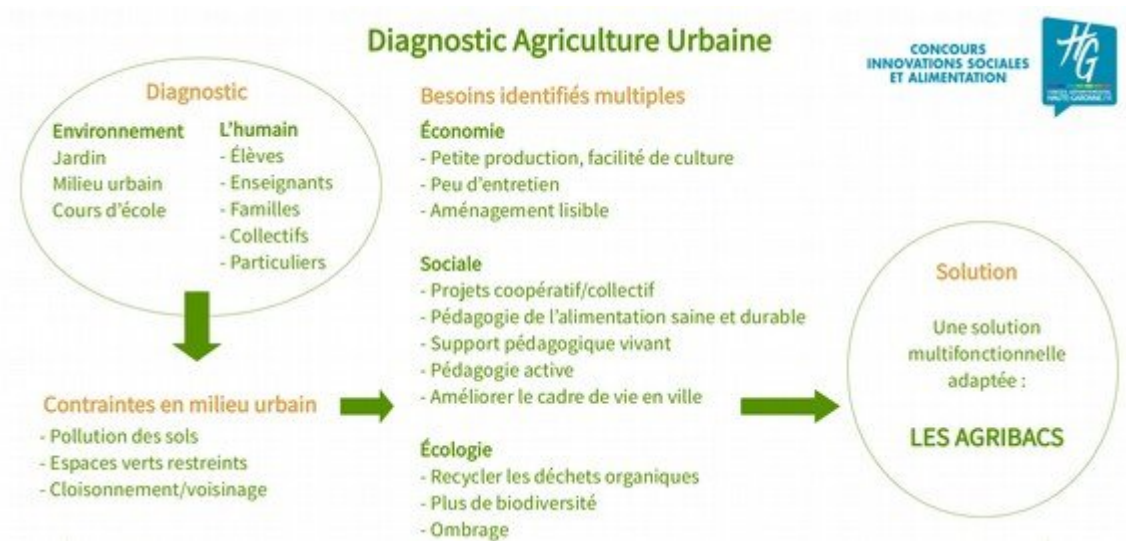 Diagnostic Agriculture Urbaine
CONCOURS
INNOVATIONS SOCIALES
ET ALIMENTATION
HG
HAUTE-GARONNE.FR
Diagnostic
Environnement
Jardin
Milieu urbain
Cours d'école
L'humain
- Élèves
- Enseignants
- Familles
- Collectifs
- Particuliers
Contraintes en milieu urbain
- Pollution des sols
- Espaces verts restreints
- Cloisonnement/voisinage
Besoins identifiés multiples
Économie
- Petite production, facilité de culture
- Peu d'entretien
- Aménagement lisible
Sociale
- Projets coopératif/collectif
- Pédagogie de l'alimentation saine et durable
- Support pédagogique vivant
- Pédagogie active
- Améliorer le cadre de vie en ville
Écologie
- Recycler les déchets organiques
- Plus de biodiversité
- Ombrage
Solution
Une solution
multifonctionnelle
adaptée :
LES AGRIBACS